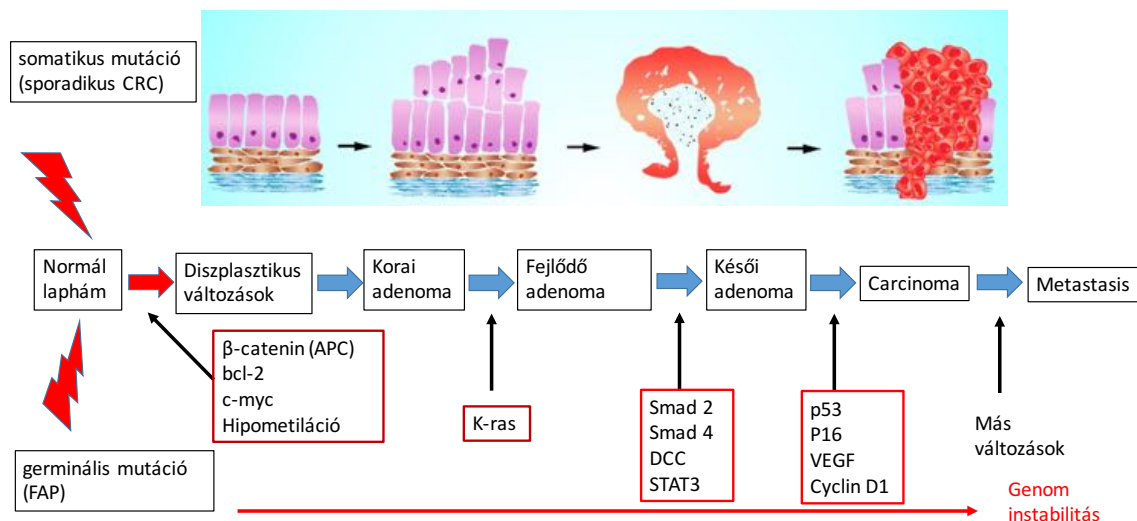 somatikus mutáció
(sporadikus CRC)
Normál
laphám
Diszplasztikus
változások
Korai
adenoma
Fejlődő
adenoma
Késői
adenoma
Carcinoma
Metastasis
β-catenin (APC)
bcl-2
c-myc
Hipometiláció
K-ras
Smad 2
Smad 4
DCC
STAT3
p53
P16
VEGF
Cyclin D1
Más
változások
germinális mutáció
(FAP)
Genom
instabilitás